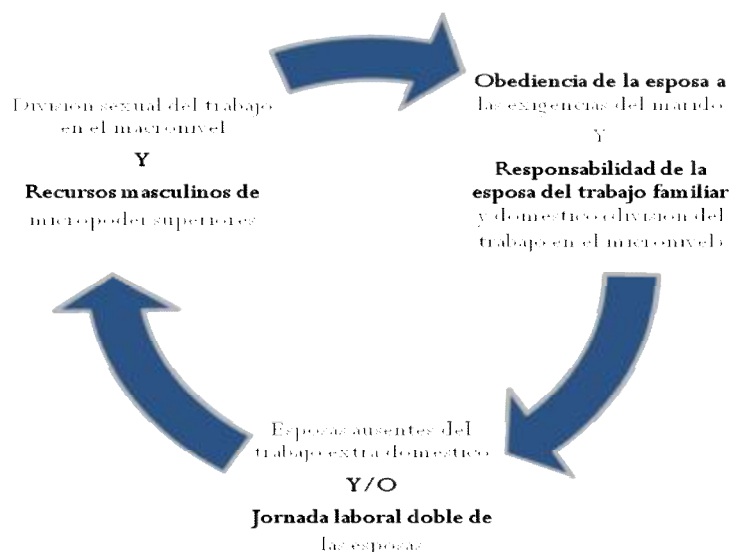 División sexual del trabajo
en el macronivel
Y
Recursos masculinos de
micropoder superiores
Obediencia de la esposa a
las exigencias del marido
Y
Responsabilidad de la
esposa del trabajo familiar
y doméstico (división del
trabajo en el micronivel)
Esposas ausentes del
trabajo extra doméstico
Y/O
Jornada laboral doble de
las esposas